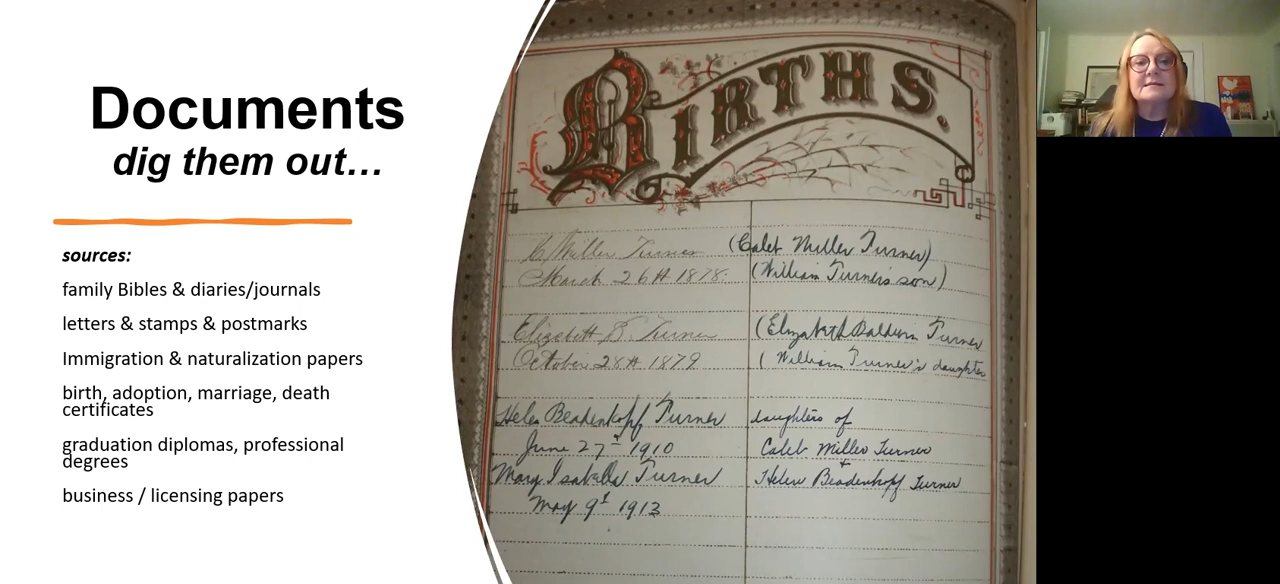 Documents
dig them out…
sources:
family Bibles & diaries/journals
letters & stamps & postmarks
Immigration & naturalization papers
birth, adoption, marriage, death
certificates
graduation diplomas, professional
degrees
business / licensing papers
BIRTHS.
C Miller Turner (Caleb Miller Turner)
March 26th 1878. (William Turner's son)
Elizabeth B. Turner (Elizabeth Baldwin Turner
October 28th 1879 ( William Turner's daughter
Helen Beadenkopf Turner daughters of
June 27th 1910 Caleb Miller Turner
+
Mary Isabella Turner Helen Beadenkopf Turner
May 9th 1913